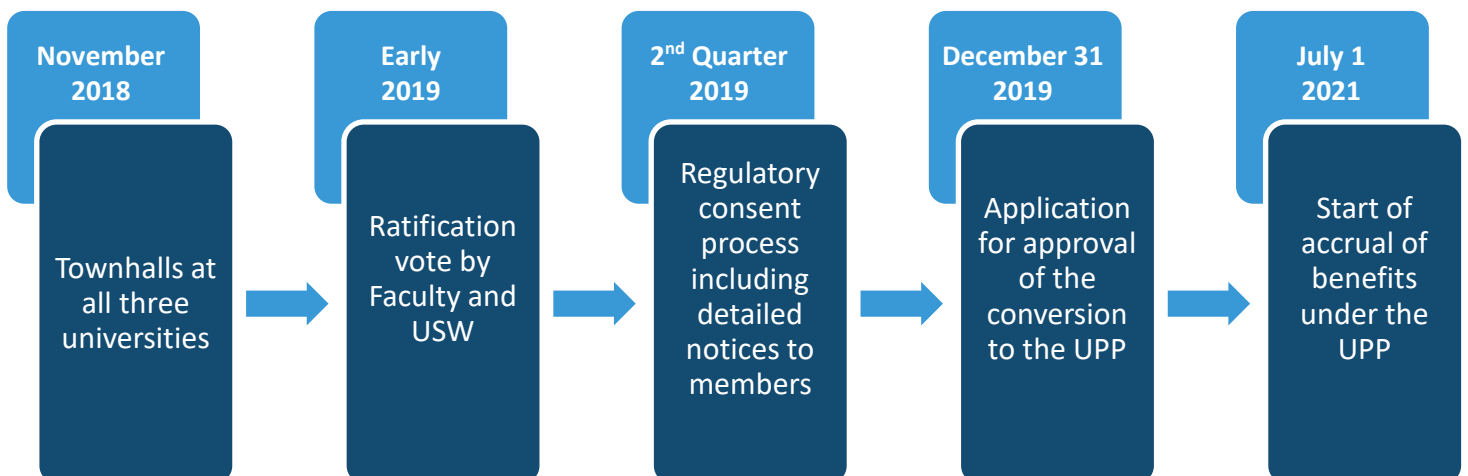 November
2018
Townhalls at
all three
universities
Early
2019
Ratification
vote by
Faculty and
USW
2nd Quarter
2019
Regulatory
consent
process
including
detailed
notices to
members
December 31
2019
Application
for approval
of the
conversion
to the UPP
July 1
2021
Start of
accrual of
benefits
under the
UPP